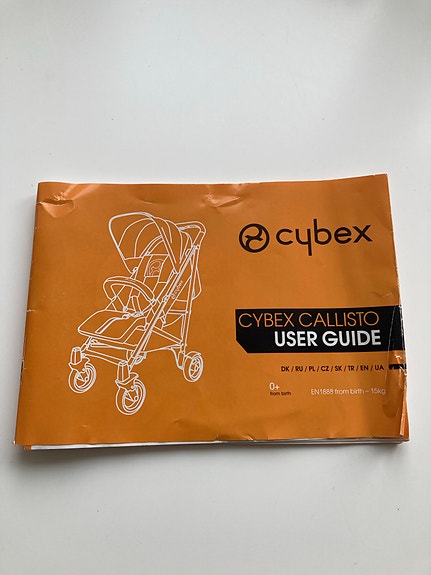 cybex
CYBEX CALLISTO
USER GUIDE
DK / RU / PL / CZ / SK / TR / EN / UA
0+
from birth
EN1888 from birth – 15kg